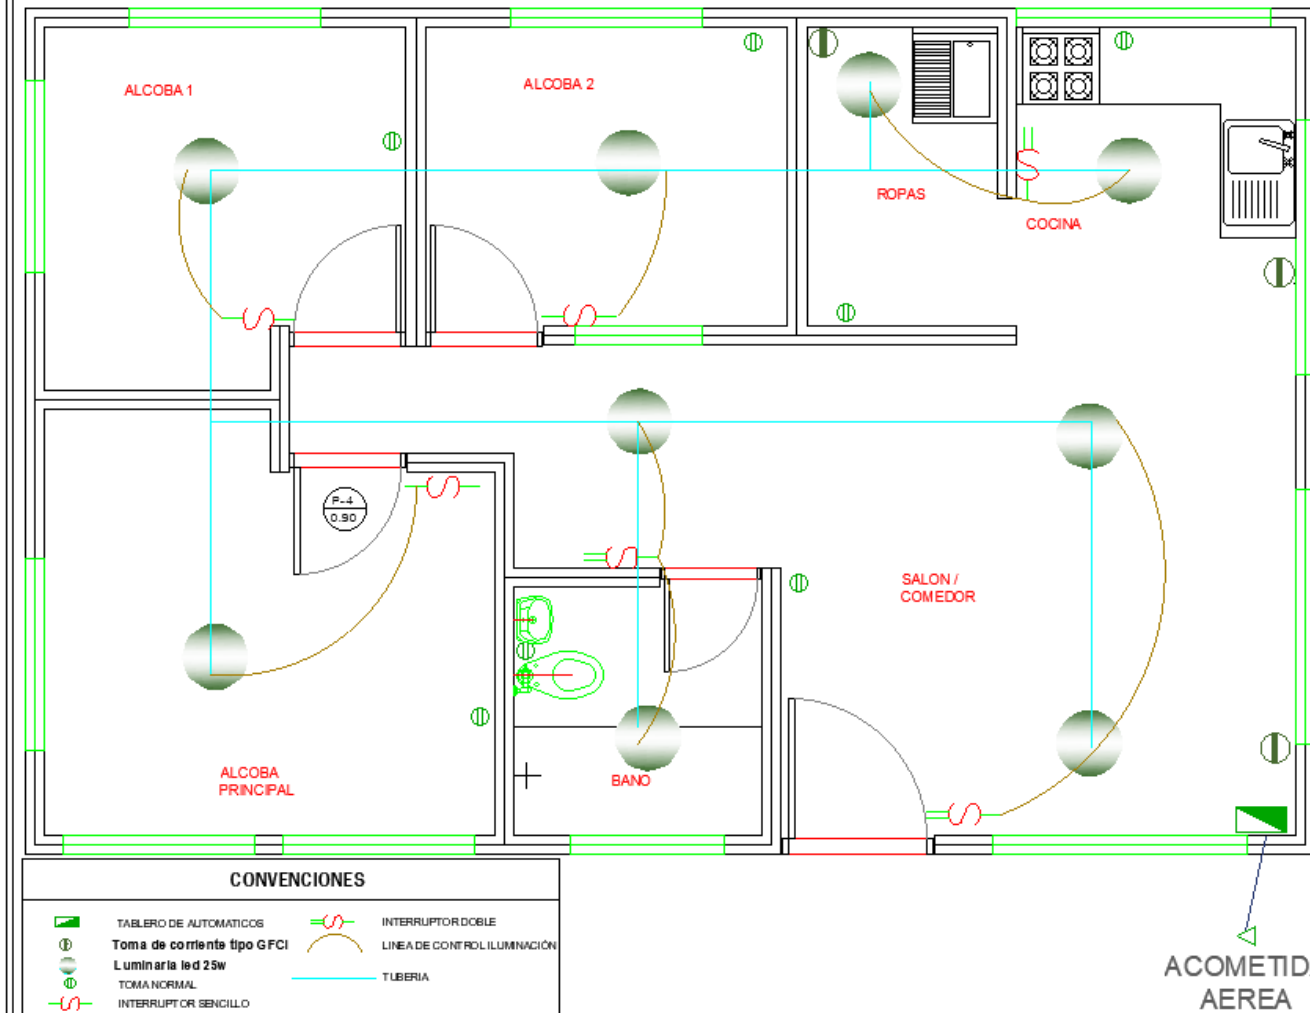 ALCOBA 1
ALCOBA 2
ROPAS
COCINA
P-4
0.90
SALON /
COMEDOR
ALCOBA
PRINCIPAL
BANO
CONVENCIONES
TABLERO DE AUTOMATICOS
Toma de corriente tipo GFCI
Luminaria led 25w
TOMA NORMAL
INTERRUPTOR SENCILLO
INTERRUPTOR DOBLE
LINEA DE CONTROL ILUMINACIÓN
TUBERIA
ACOMETID
AEREA